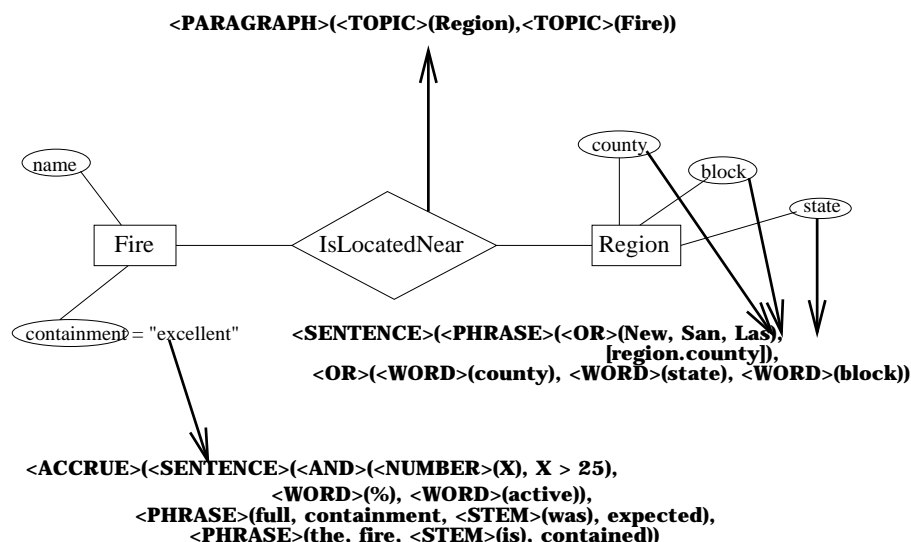 <PARAGRAPH>(<TOPIC>(Region),<TOPIC>(Fire))
county
name
block
state
Fire
IsLocatedNear
Region
containment = "excellent"
<SENTENCE>(<PHRASE>(<OR>(New, San, Las),
[region.county]),
<OR>(<WORD>(county), <WORD>(state), <WORD>(block))
<ACCRUE>(<SENTENCE>(<AND>(<NUMBER>(X), X > 25),
<WORD>(%), <WORD>(active)),
<PHRASE>(full, containment, <STEM>(was), expected),
<PHRASE>(the, fire, <STEM>(is), contained))